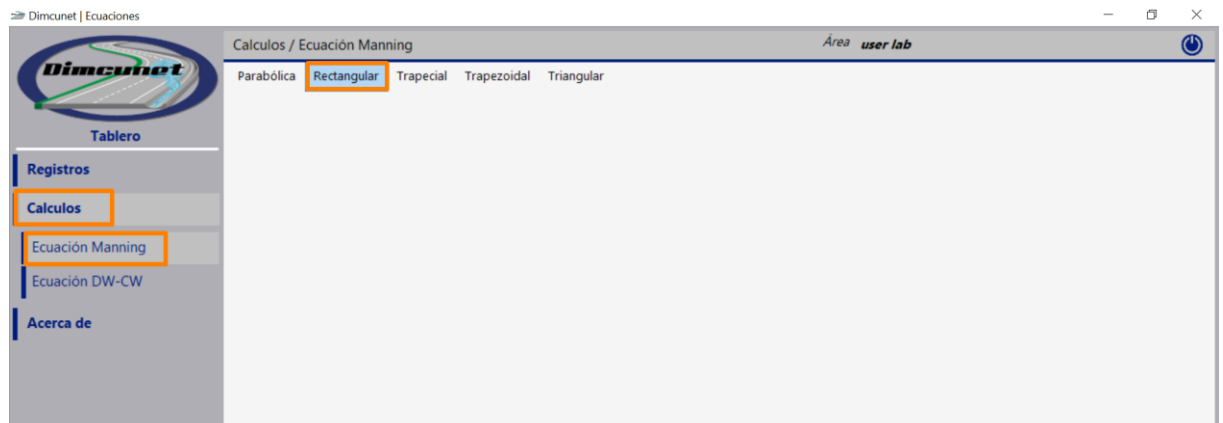 Dimcunet | Ecuaciones
Dimcunet
Calculos / Ecuación Manning
Área user lab
Parabólica Rectangular Trapecial Trapezoidal Triangular
Tablero
Registros
Calculos
Ecuación Manning
Ecuación DW-CW
Acerca de